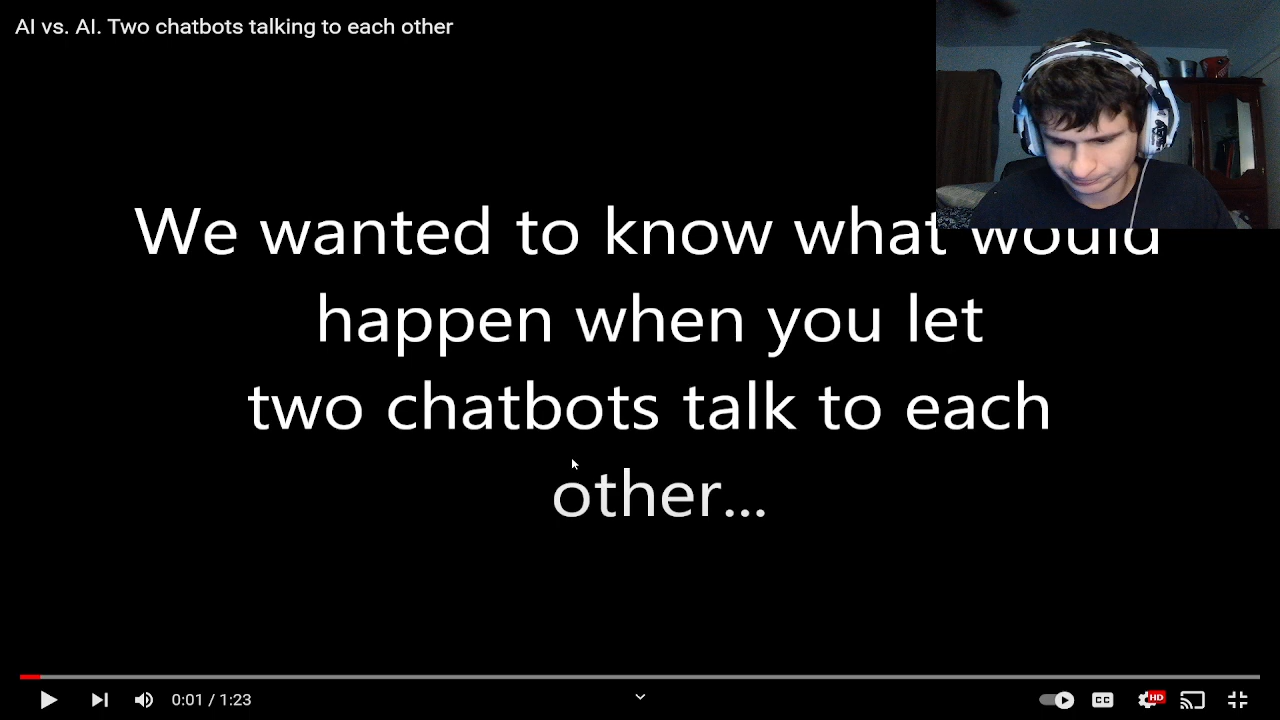 AI vs. AI. Two chatbots talking to each other
We wanted to know what would
happen when you let
two chatbots talk to each
other...
0:01 / 1:23
CC
HD